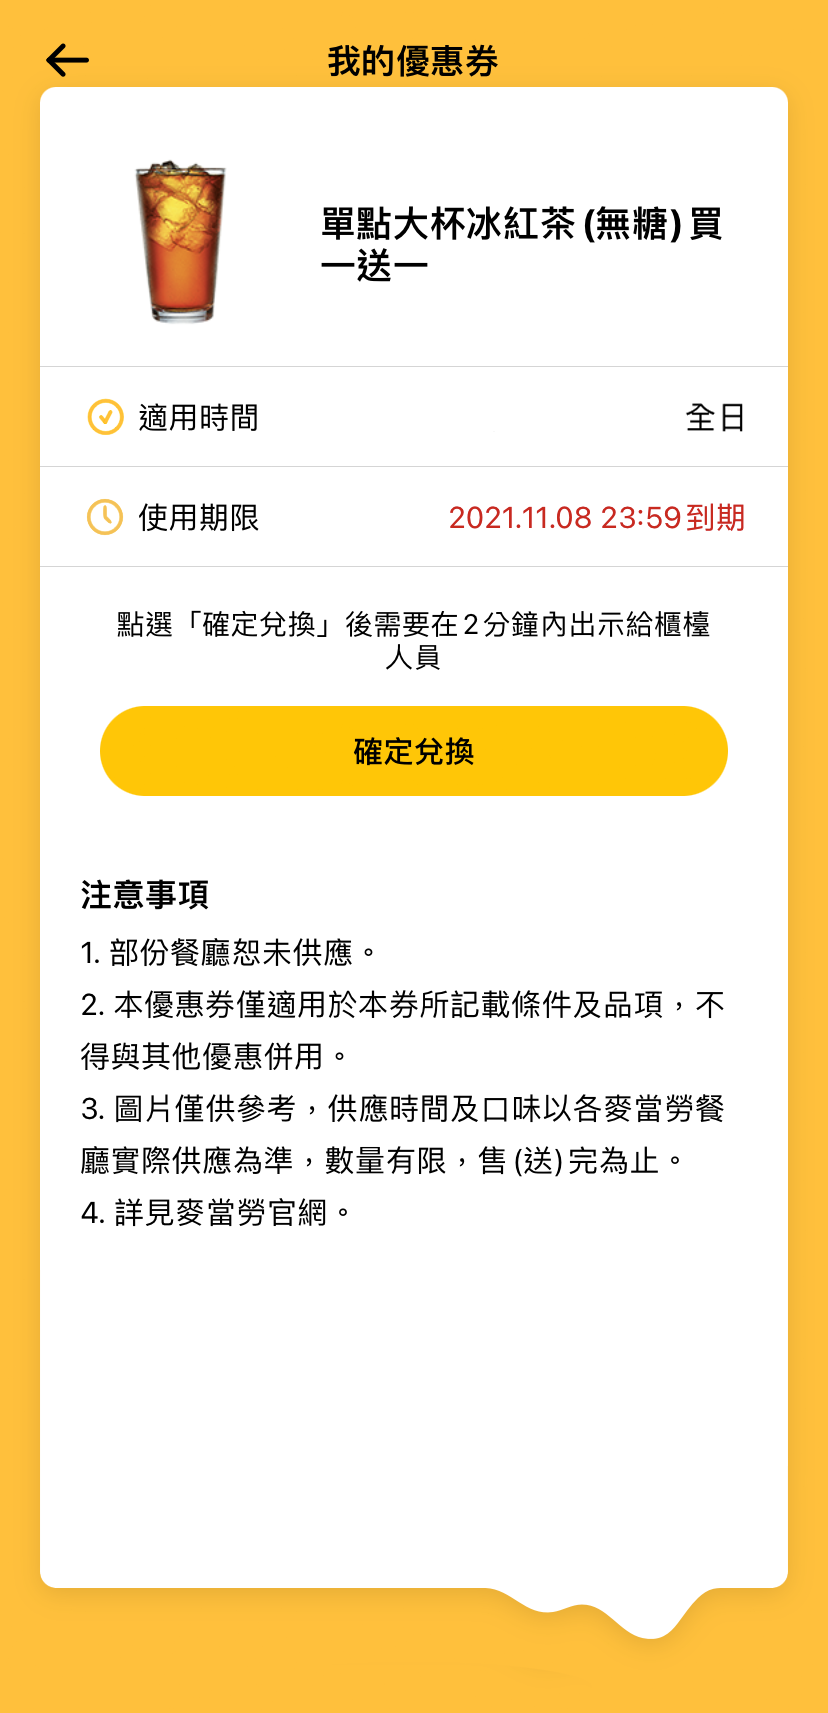 我的優惠券
單點大杯冰紅茶(無糖)買
一送一
適用時間 全日
使用期限 2021.11.08 23:59到期
點選「確定兌換」後需要在2分鐘內出示給櫃檯
人員
確定兌換
注意事項
1. 部份餐廳恕未供應。
2. 本優惠券僅適用於本券所記載條件及品項，不
得與其他優惠併用。
3. 圖片僅供參考，供應時間及口味以各麥當勞餐
廳實際供應為準，數量有限，售(送)完為止。
4. 詳見麥當勞官網。